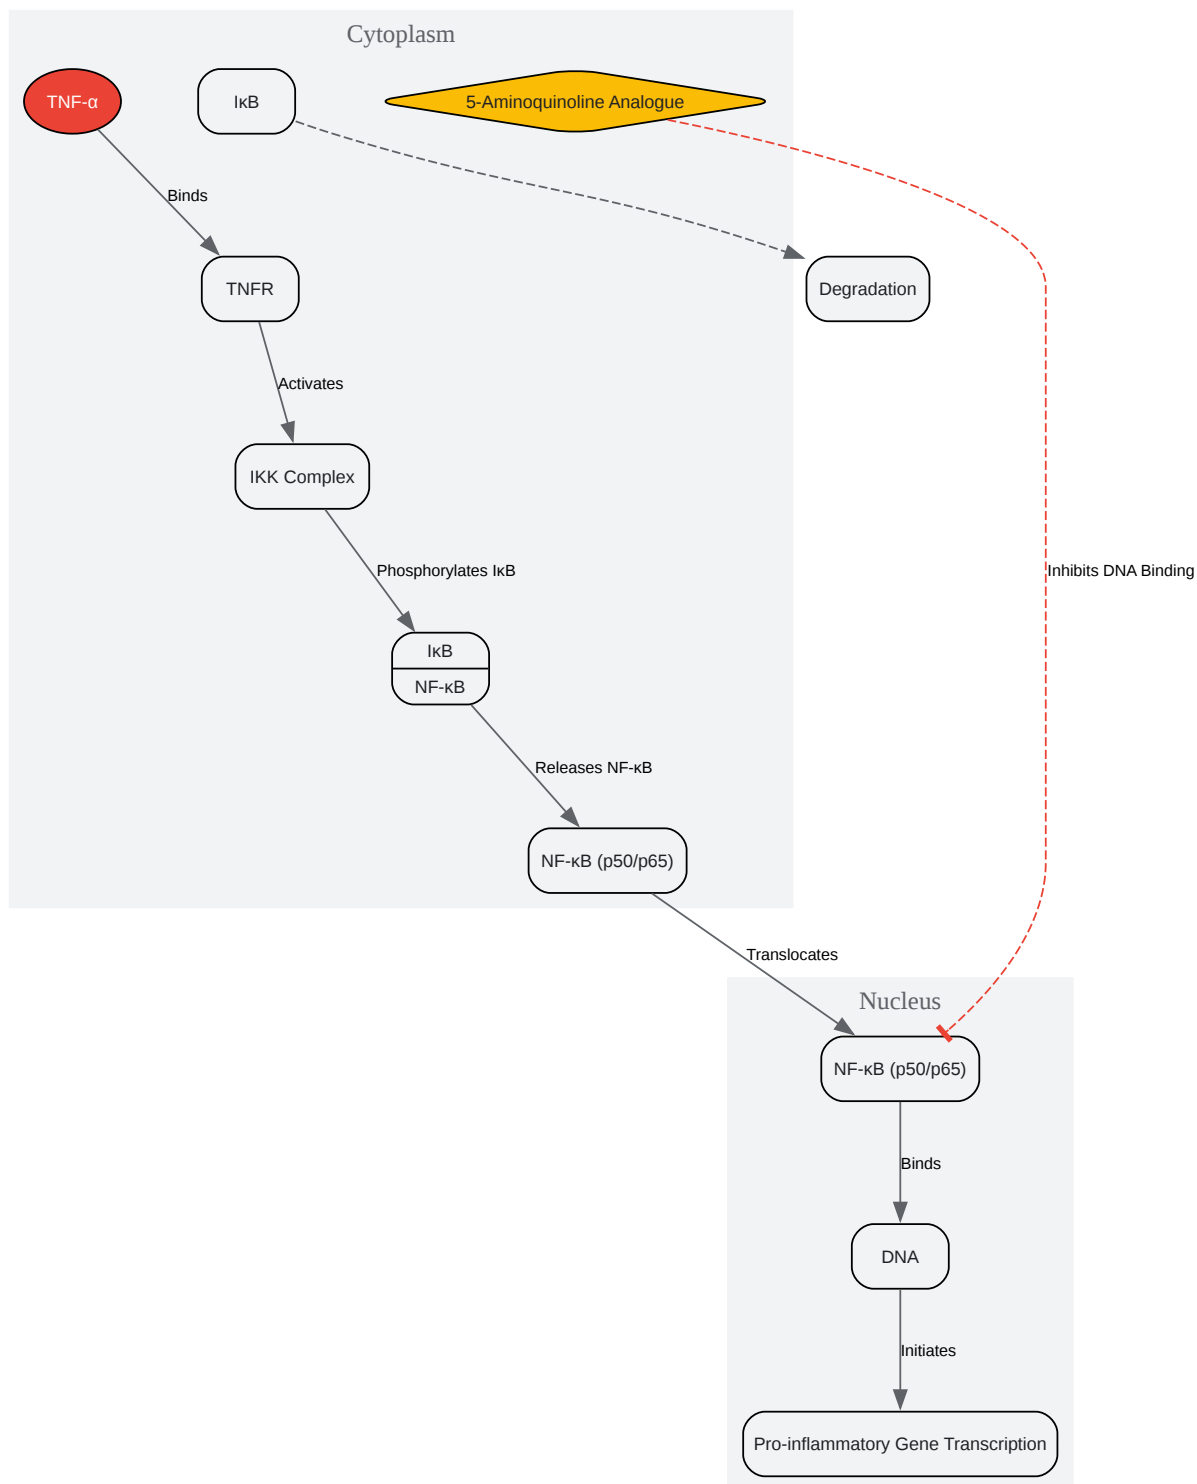 Cytoplasm
TNF-α
IκB
5-Aminoquinoline Analogue
Binds
TNFR
Degradation
Activates
IKK Complex
Phosphorylates IκB
Inhibits DNA Binding
IκB
NF-κB
Releases NF-κB
NF-κB (p50/p65)
Translocates
Nucleus
NF-κB (p50/p65)
Binds
DNA
Initiates
Pro-inflammatory Gene Transcription